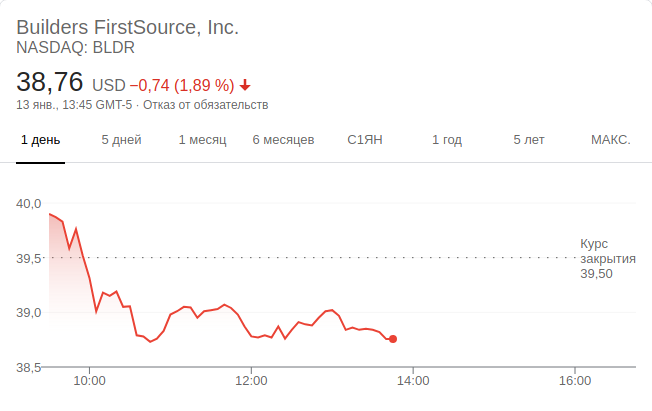 Builders FirstSource, Inc.
NASDAQ: BLDR
38,76 USD −0,74 (1,89 %)
13 янв., 13:45 GMT-5 · Отказ от обязательств
1 день 5 дней 1 месяц 6 месяцев С1ЯН 1 год 5 лет МАКС.
40,0
Курс
39,5 закрытия
39,50
39,0
38,5
10:00 12:00 14:00 16:00